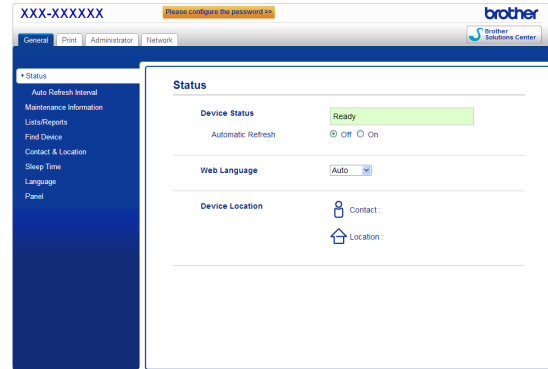 XXX-XXXXXX
Please configure the password >>
brother
General
Print
Administrator
Network
Brother
Solutions Center
Status
Auto Refresh Interval
Maintenance Information
Lists/Reports
Find Device
Contact & Location
Sleep Time
Language
Panel
Status
Device Status
Ready
Automatic Refresh
Off
On
Web Language
Auto
Device Location
Contact :
Location :